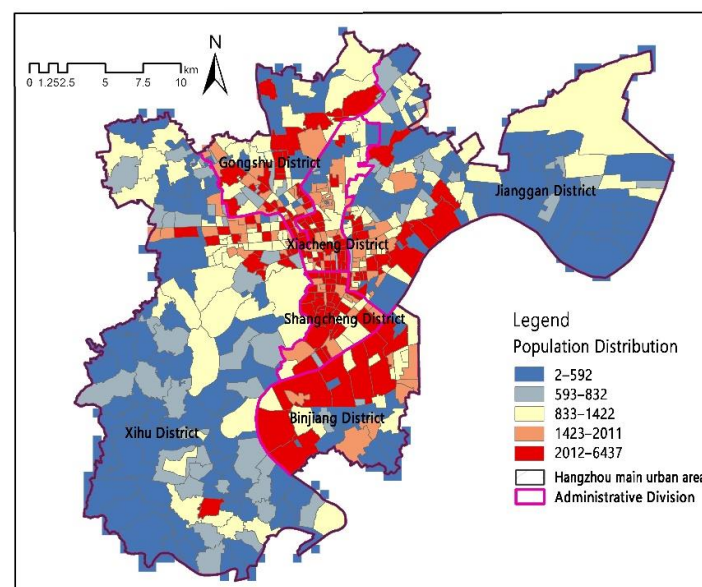 N
km
0 1.252.5 5 7.5 10
Gongshu District
Jianggan District
Xiacheng District
Shangcheng District
Binjiang District
Xihu District
Legend
Population Distribution
2–592
593–832
833–1422
1423–2011
2012–6437
Hangzhou main urban area
Administrative Division